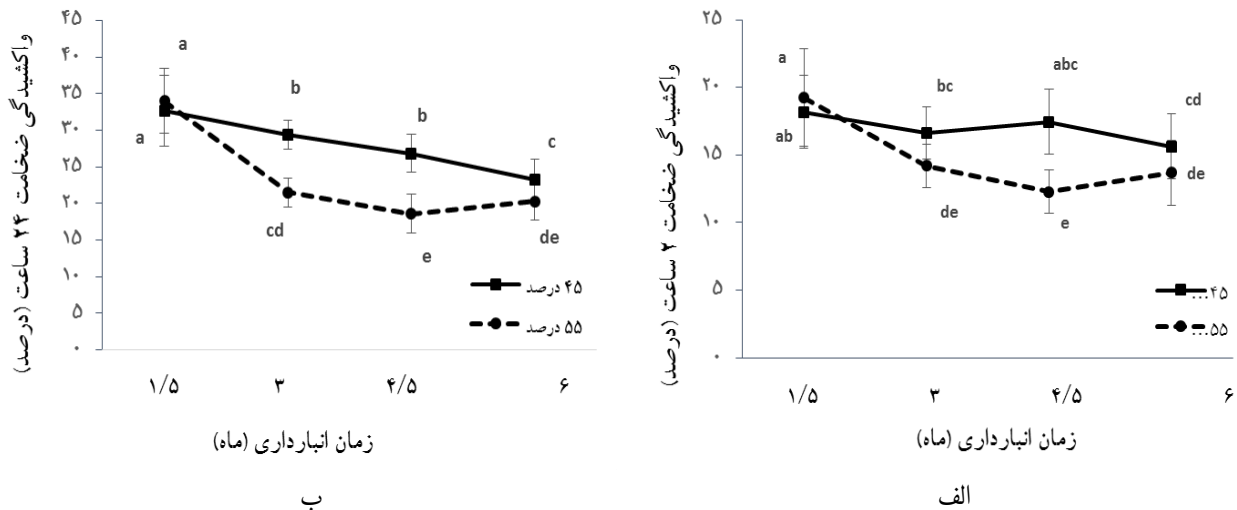 واکشیدگی ضخامت ۲ ساعت (درصد)
۲۵
۲۰
۱۵
۱۰
۵
۰
a
ab
bc
de
abc
e
cd
de
۴۵...
۵۵...
۱/۵
۳
۴/۵
۶
زمان انبارداری (ماه)
الف
واکشیدگی ضخامت ۲۴ ساعت (درصد)
۴۵
۴۰
۳۵
۳۰
۲۵
۲۰
۱۵
۱۰
۵
۰
a
a
b
cd
b
e
c
de
۴۵ درصد
۵۵ درصد
۱/۵
۳
۴/۵
۶
زمان انبارداری (ماه)
ب